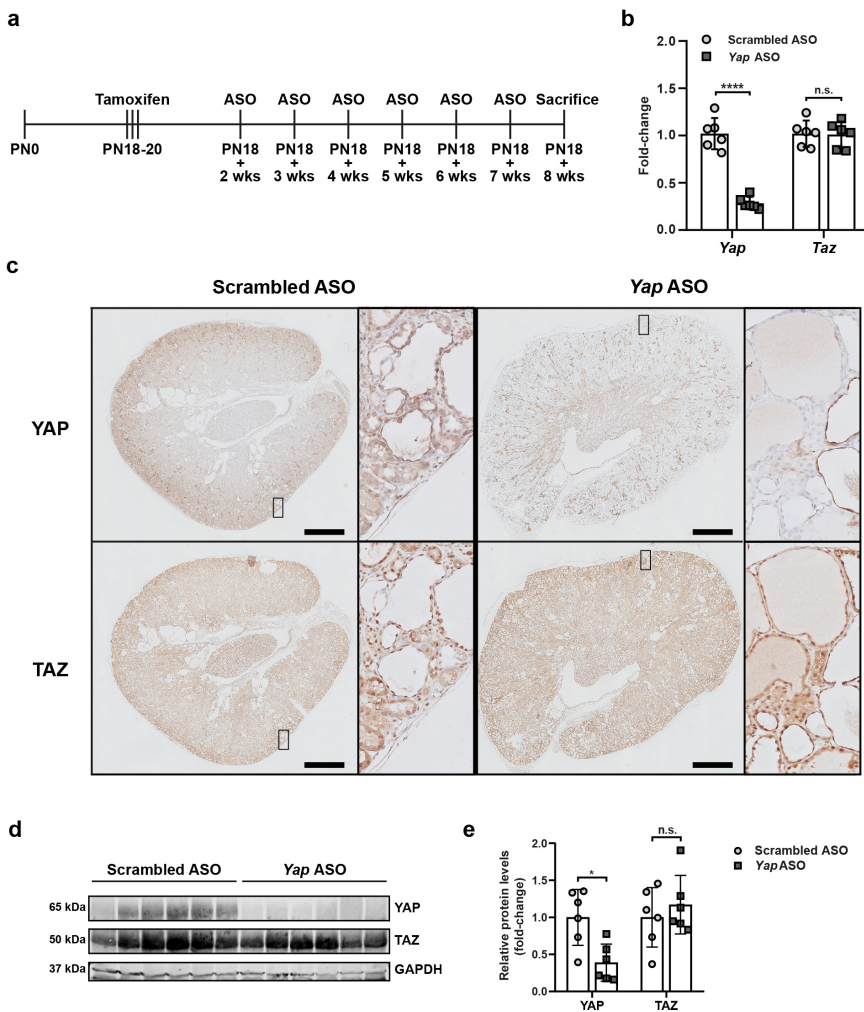 a
Tamoxifen ASO ASO ASO ASO ASO ASO Sacrifice
PN0 PN18-20 PN18 PN18 PN18 PN18 PN18 PN18 PN18
+ + + + + + +
2 wks 3 wks 4 wks 5 wks 6 wks 7 wks 8 wks
b
Scrambled ASO
Yap ASO
Fold-change
2.0
1.5
1.0
0.5
0.0
****
n.s.
Yap Taz
c
Scrambled ASO Yap ASO
YAP
TAZ
d
Scrambled ASO Yap ASO
65 kDa YAP
50 kDa TAZ
37 kDa GAPDH
e
Relative protein levels
(fold-change)
2.0
1.5
1.0
0.5
0.0
*
n.s.
Scrambled ASO
Yap ASO
YAP TAZ